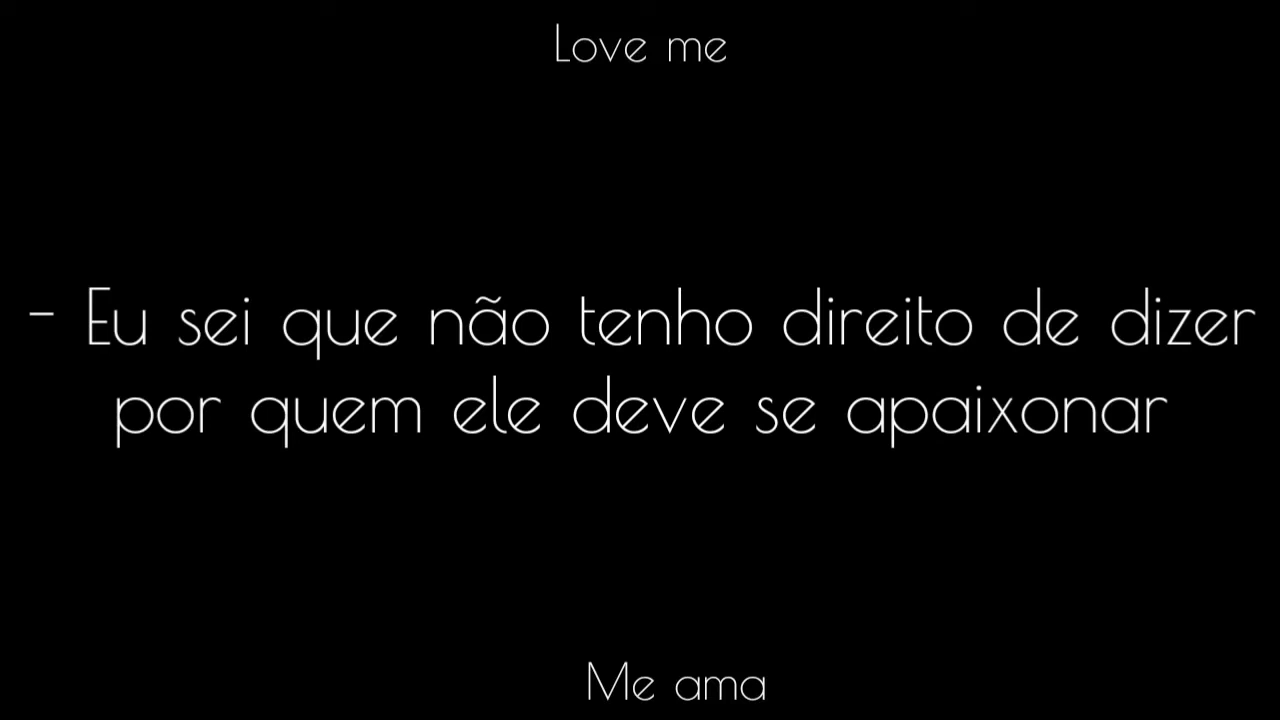 Love me
- Eu sei que não tenho direito de dizer
por quem ele deve se apaixonar
Me ama